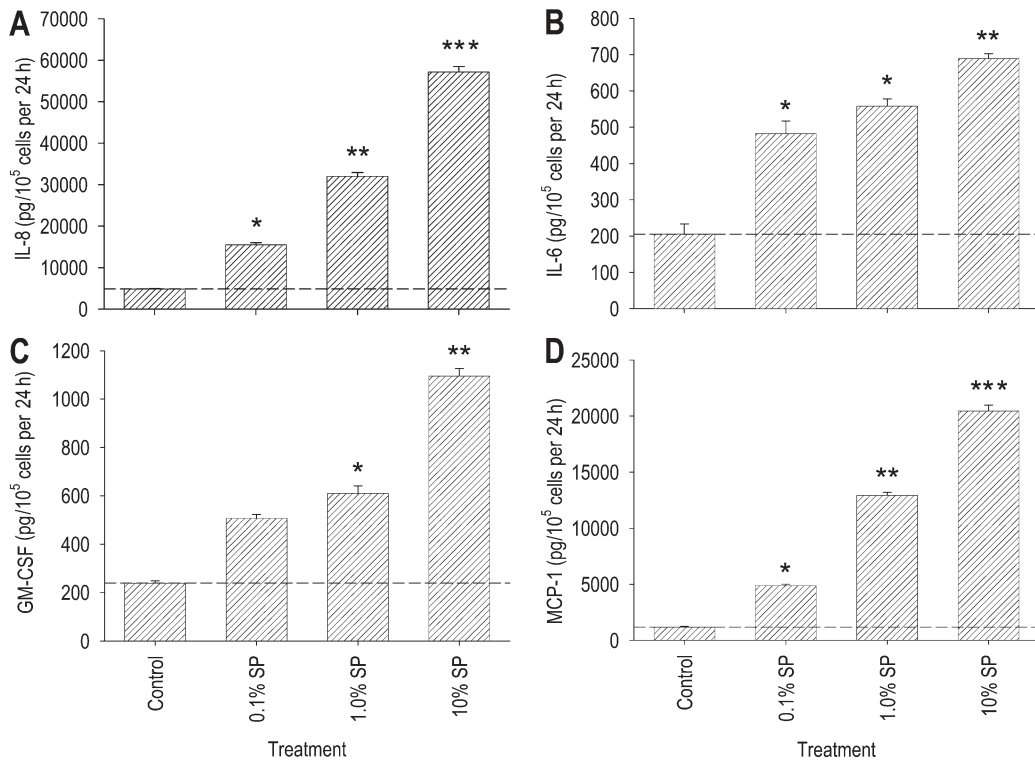 A
IL-8 (pg/10⁵ cells per 24 h)
70000
60000
50000
40000
30000
20000
10000
0
*
**
***
B
IL-6 (pg/10⁵ cells per 24 h)
800
700
600
500
400
300
200
100
0
*
*
**
C
GM-CSF (pg/10⁵ cells per 24 h)
1200
1000
800
600
400
200
0
*
**
Control
0.1% SP
1.0% SP
10% SP
Treatment
D
MCP-1 (pg/10⁵ cells per 24 h)
25000
20000
15000
10000
5000
0
*
**
***
Control
0.1% SP
1.0% SP
10% SP
Treatment